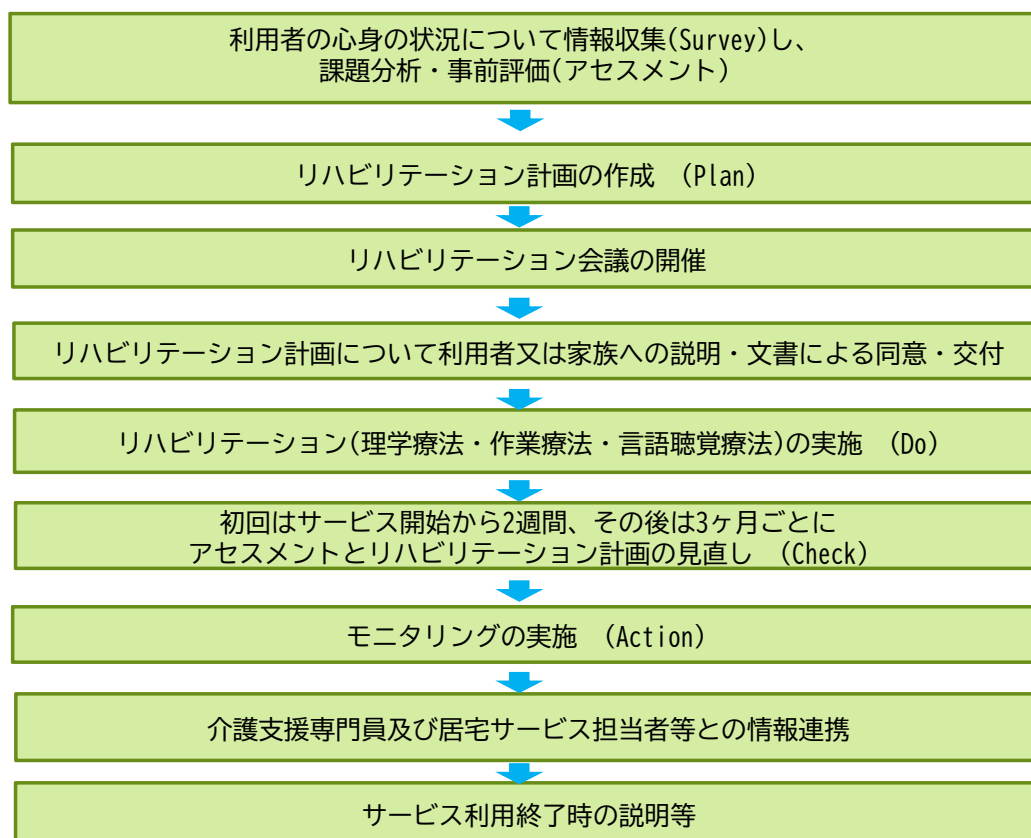 利用者の心身の状況について情報収集(Survey)し、
課題分析・事前評価(アセスメント)
リハビリテーション計画の作成 (Plan)
リハビリテーション会議の開催
リハビリテーション計画について利用者又は家族への説明・文書による同意・交付
リハビリテーション(理学療法・作業療法・言語聴覚療法)の実施 (Do)
初回はサービス開始から2週間、その後は3ヶ月ごとに
アセスメントとリハビリテーション計画の見直し (Check)
モニタリングの実施 (Action)
介護支援専門員及び居宅サービス担当者等との情報連携
サービス利用終了時の説明等